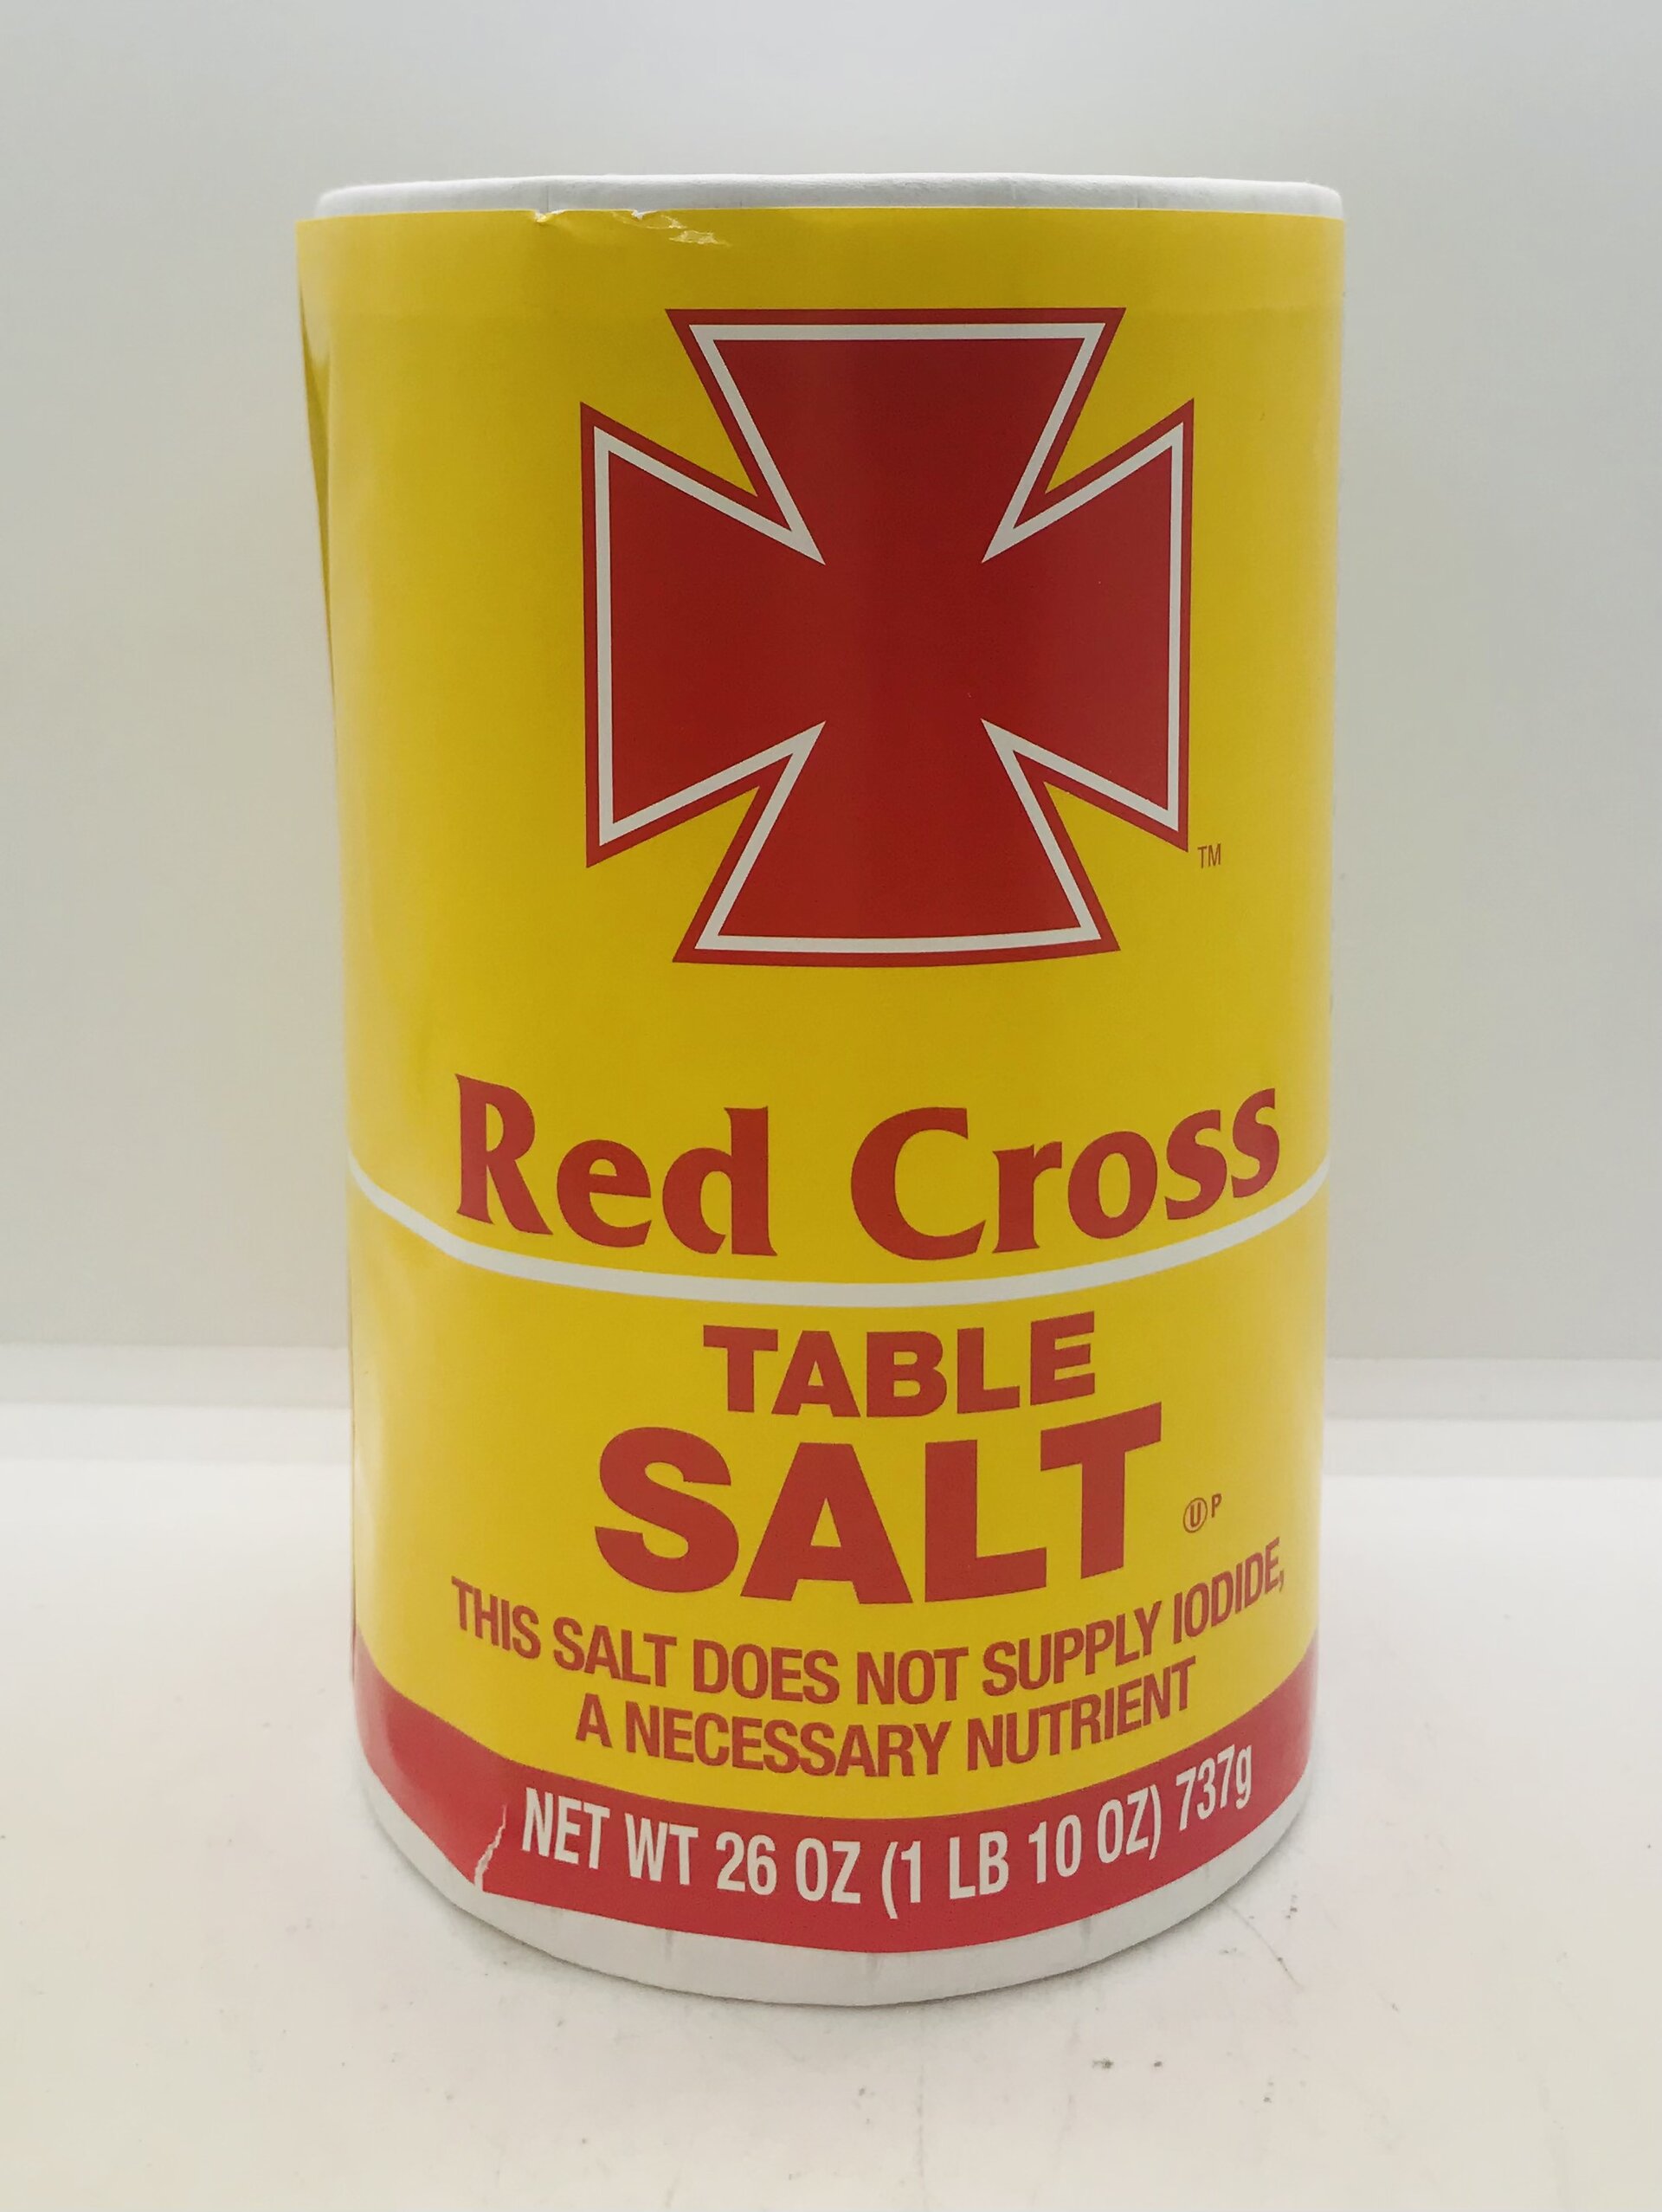 TM
Red Cross
TABLE
SALT
Ⓤ P
THIS SALT DOES NOT SUPPLY IODIDE,
A NECESSARY NUTRIENT
NET WT 26 OZ (1 LB 10 OZ) 737g